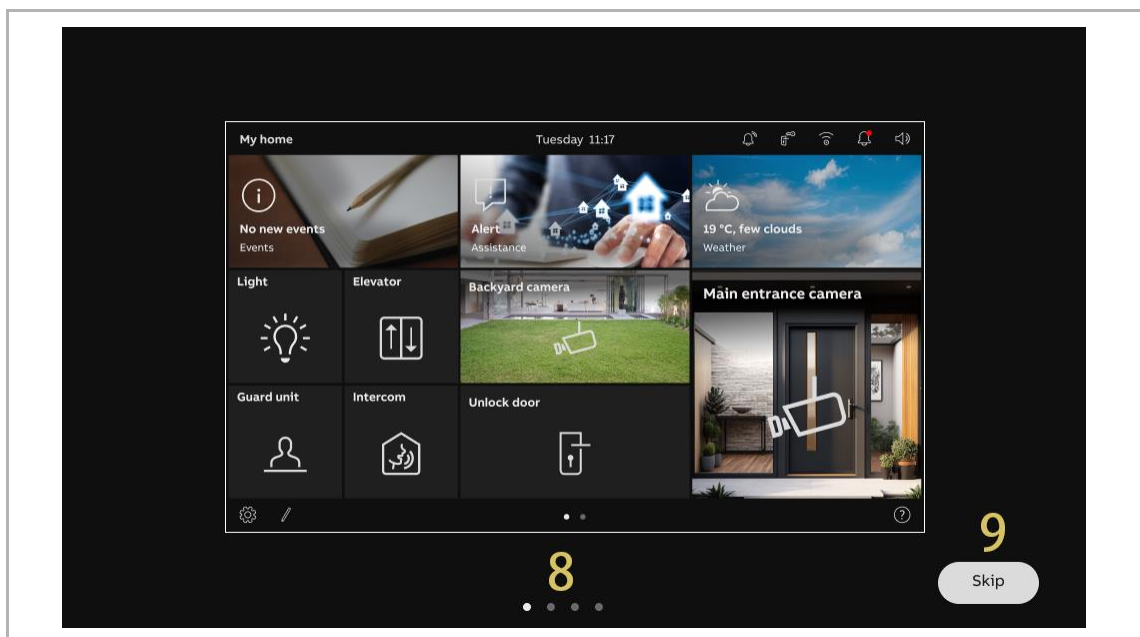 My home
Tuesday 11:17
No new events
Events
Alert
Assistance
19 °C, few clouds
Weather
Light
Elevator
Backyard camera
Main entrance camera
Guard unit
Intercom
Unlock door
8
9
Skip